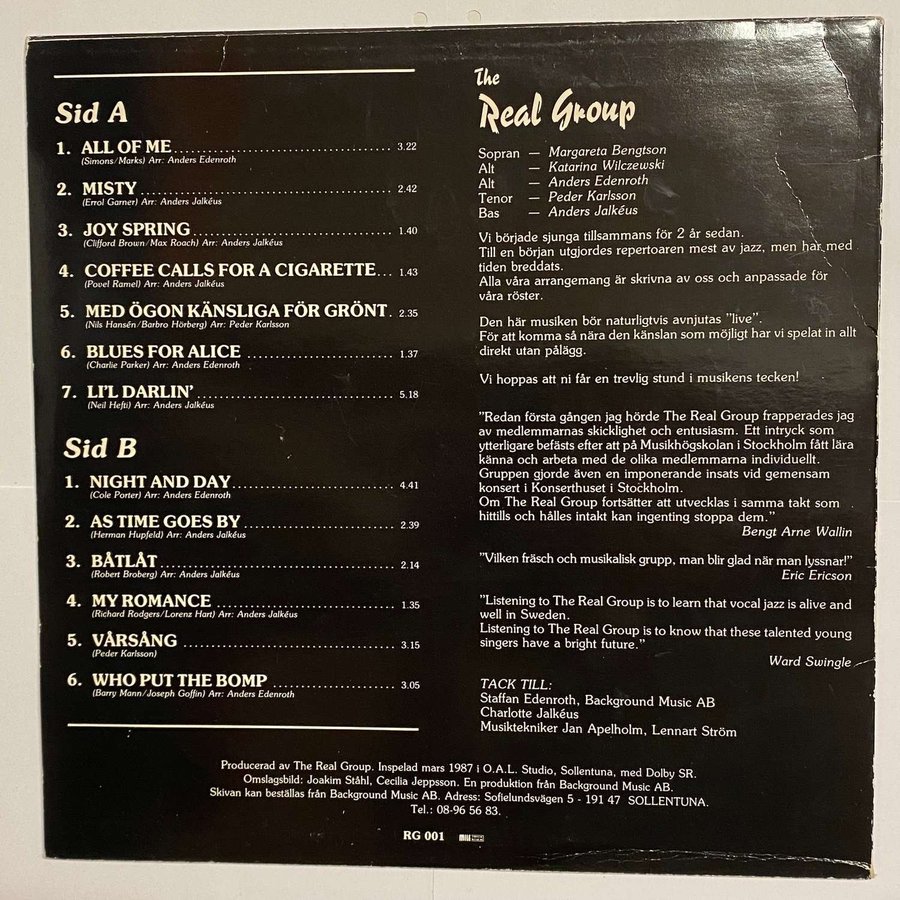 Sid A
1. ALL OF ME 3.22
(Simons/Marks) Arr: Anders Edenroth
2. MISTY 2.42
(Errol Garner) Arr: Anders Jalkéus
3. JOY SPRING 1.40
(Clifford Brown/Max Roach) Arr: Anders Jalkéus
4. COFFEE CALLS FOR A CIGARETTE... 1.43
(Povel Ramel) Arr: Anders Jalkéus
5. MED ÖGON KÄNSLIGA FÖR GRÖNT . 2.35
(Nils Hansén/Barbro Hörberg) Arr: Peder Karlsson
6. BLUES FOR ALICE 1.37
(Charlie Parker) Arr: Anders Edenroth
7. LI'L DARLIN' 5.18
(Neil Hefti) Arr: Anders Jalkéus
Sid B
1. NIGHT AND DAY 4.41
(Cole Porter) Arr: Anders Edenroth
2. AS TIME GOES BY 2.39
(Herman Hupfeld) Arr: Anders Jalkéus
3. BÅTLÅT 2.14
(Robert Broberg) Arr: Anders Jalkéus
4. MY ROMANCE 1.35
(Richard Rodgers/Lorenz Hart) Arr: Anders Jalkéus
5. VÅRSÅNG 3.15
(Peder Karlsson)
6. WHO PUT THE BOMP 3.05
(Barry Mann/Joseph Goffin) Arr: Anders Edenroth
The
Real Group
Sopran — Margareta Bengtson
Alt — Katarina Wilczewski
Alt — Anders Edenroth
Tenor — Peder Karlsson
Bas — Anders Jalkéus
Vi började sjunga tillsammans för 2 år sedan.
Till en början utgjordes repertoaren mest av jazz, men har med
tiden breddats.
Alla våra arrangemang är skrivna av oss och anpassade för
våra röster.
Den här musiken bör naturligtvis avnjutas "live".
För att komma så nära den känslan som möjligt har vi spelat in allt
direkt utan pålägg.
Vi hoppas att ni får en trevlig stund i musikens tecken!
"Redan första gången jag hörde The Real Group frapperades jag
av medlemmarnas skicklighet och entusiasm. Ett intryck som
ytterligare befästs efter att på Musikhögskolan i Stockholm fått lära
känna och arbeta med de olika medlemmarna individuellt.
Gruppen gjorde även en imponerande insats vid gemensam
konsert i Konserthuset i Stockholm.
Om The Real Group fortsätter att utvecklas i samma takt som
hittills och hålles intakt kan ingenting stoppa dem."
Bengt Arne Wallin
"Vilken fräsch och musikalisk grupp, man blir glad när man lyssnar!"
Eric Ericson
"Listening to The Real Group is to learn that vocal jazz is alive and
well in Sweden.
Listening to The Real Group is to know that these talented young
singers have a bright future."
Ward Swingle
TACK TILL:
Staffan Edenroth, Background Music AB
Charlotte Jalkéus
Musiktekniker Jan Apelholm, Lennart Ström
Producerad av The Real Group. Inspelad mars 1987 i O.A.L. Studio, Sollentuna, med Dolby SR.
Omslagsbild: Joakim Ståhl, Cecilia Jeppsson. En produktion från Background Music AB.
Skivan kan beställas från Background Music AB. Adress: Sofielundsvägen 5 - 191 47 SOLLENTUNA.
Tel.: 08-96 56 83.
RG 001